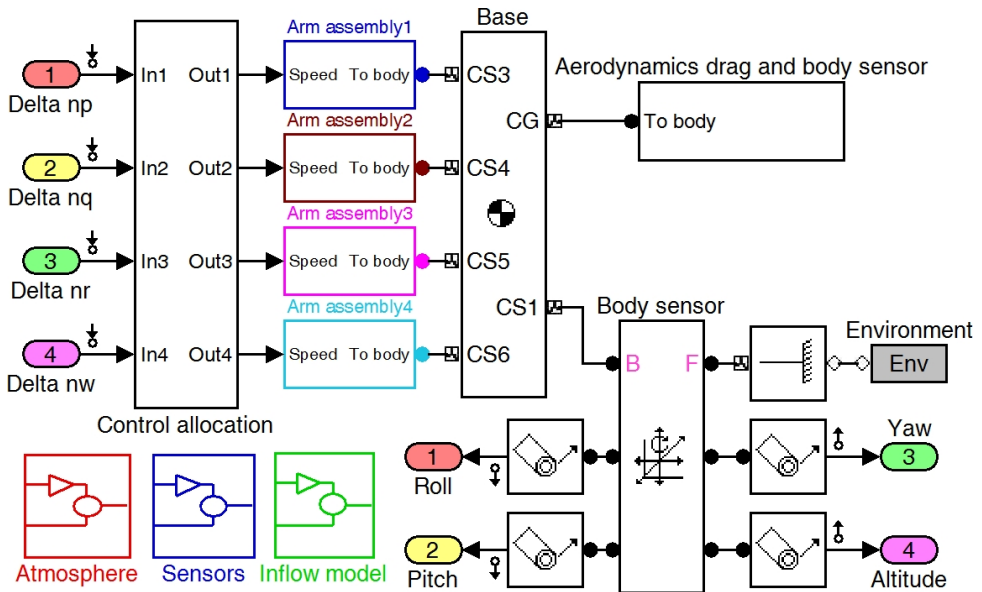 Base
Arm assembly1
1
In1 Out1
Speed To body
CS3
Aerodynamics drag and body sensor
Delta np
CG
To body
Arm assembly2
2
In2 Out2
Speed To body
CS4
Delta nq
Arm assembly3
3
In3 Out3
Speed To body
CS5
Delta nr
CS1
Body sensor
Arm assembly4
Environment
4
In4 Out4
Speed To body
CS6
B F
Env
Delta nw
Control allocation
Yaw
1
3
Roll
2
4
Atmosphere Sensors Inflow model
Pitch
Altitude